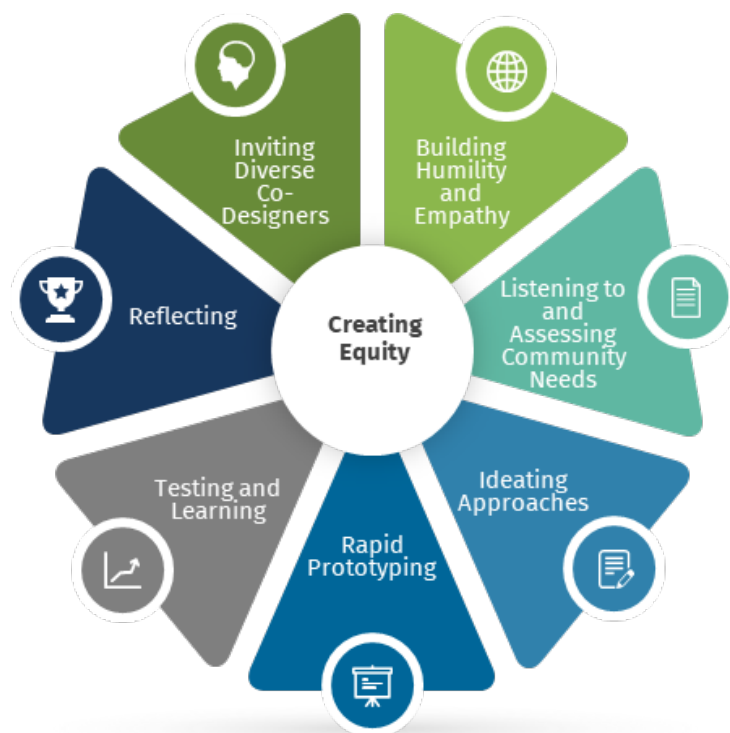 Inviting
Diverse
Co-
Designers
Building
Humility
and
Empathy
Listening to
and
Assessing
Community
Needs
Ideating
Approaches
Rapid
Prototyping
Testing and
Learning
Reflecting
Creating
Equity